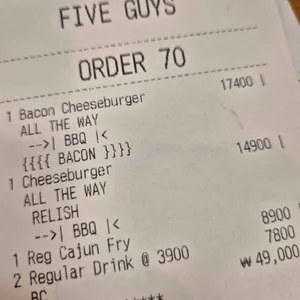 FIVE GUYS
ORDER 70
1 Bacon Cheeseburger 17400
ALL THE WAY
-->| BBQ |<
{{{{ BACON }}}}
1 Cheeseburger 14900
ALL THE WAY
RELISH
-->| BBQ |<
1 Reg Cajun Fry 8900
2 Regular Drink @ 3900 7800
₩ 49,000